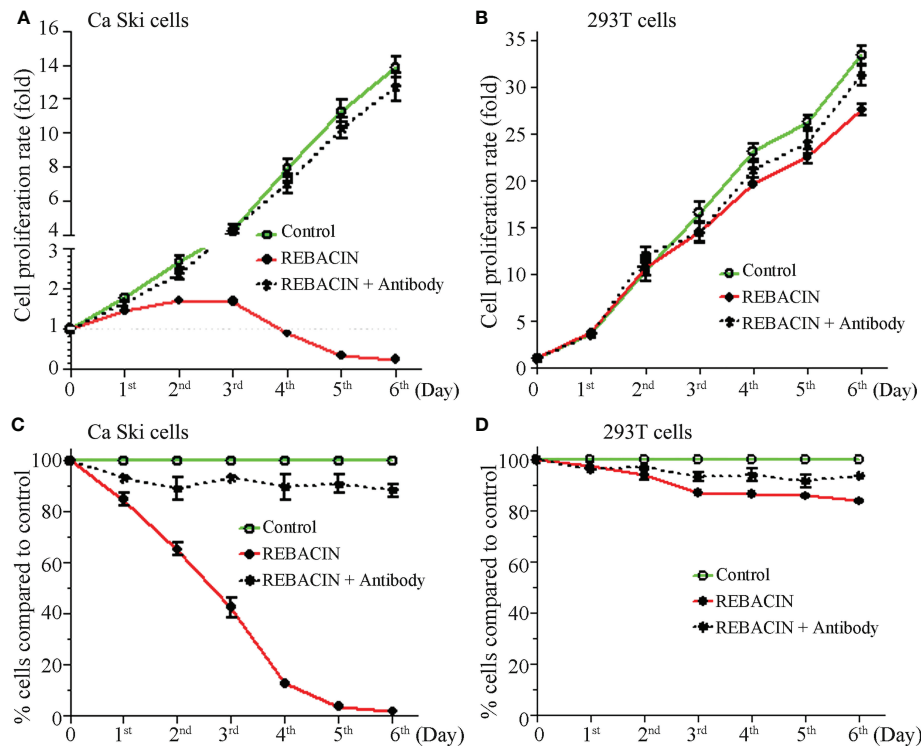 A
Ca Ski cells
Cell proliferation rate (fold)
16
14
12
10
8
6
4
3
2
1
0
Control
REBACIN
REBACIN + Antibody
0 1st 2nd 3rd 4th 5th 6th (Day)
B
293T cells
Cell proliferation rate (fold)
35
30
25
20
15
10
5
0
Control
REBACIN
REBACIN + Antibody
0 1st 2nd 3rd 4th 5th 6th (Day)
C
Ca Ski cells
% cells compared to control
100
80
60
40
20
0
Control
REBACIN
REBACIN + Antibody
0 1st 2nd 3rd 4th 5th 6th (Day)
D
293T cells
% cells compared to control
100
80
60
40
20
0
Control
REBACIN
REBACIN + Antibody
0 1st 2nd 3rd 4th 5th 6th (Day)